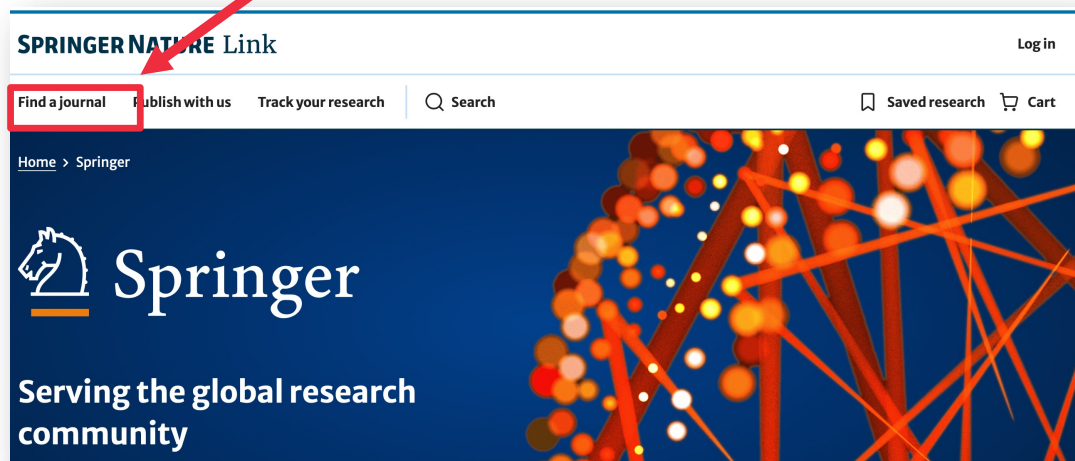 SPRINGER NATURE Link
Log in
Find a journal Publish with us Track your research Search Saved research Cart
Home > Springer
Springer
Serving the global research
community